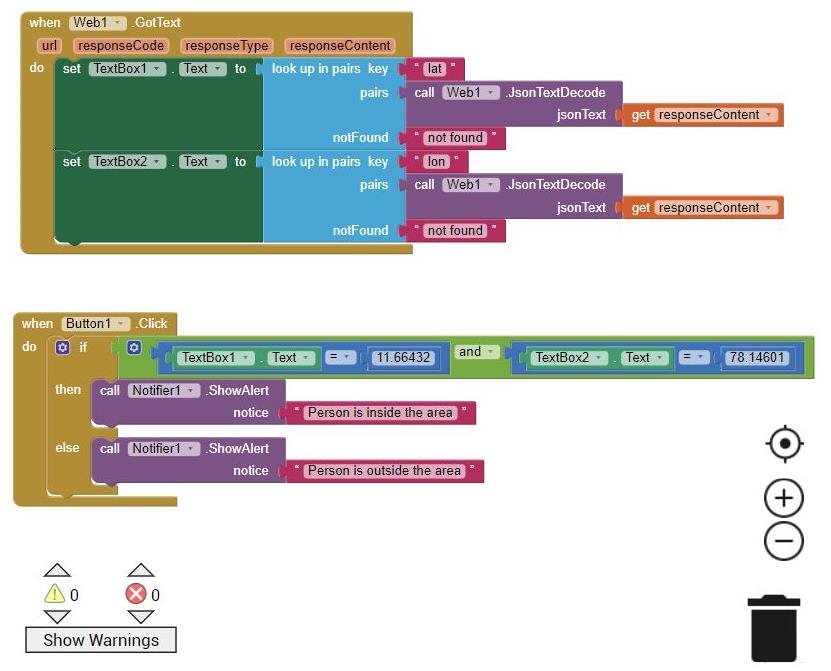 when Web1 .GotText
url responseCode responseType responseContent
do set TextBox1 . Text to look up in pairs key " lat "
pairs call Web1 .JsonTextDecode
jsonText get responseContent
notFound " not found "
set TextBox2 . Text to look up in pairs key " lon "
pairs call Web1 .JsonTextDecode
jsonText get responseContent
notFound " not found "
when Button1 .Click
do if TextBox1 . Text = 11.66432 and TextBox2 . Text = 78.14601
then call Notifier1 .ShowAlert
notice " Person is inside the area "
else call Notifier1 .ShowAlert
notice " Person is outside the area "
0 0
Show Warnings